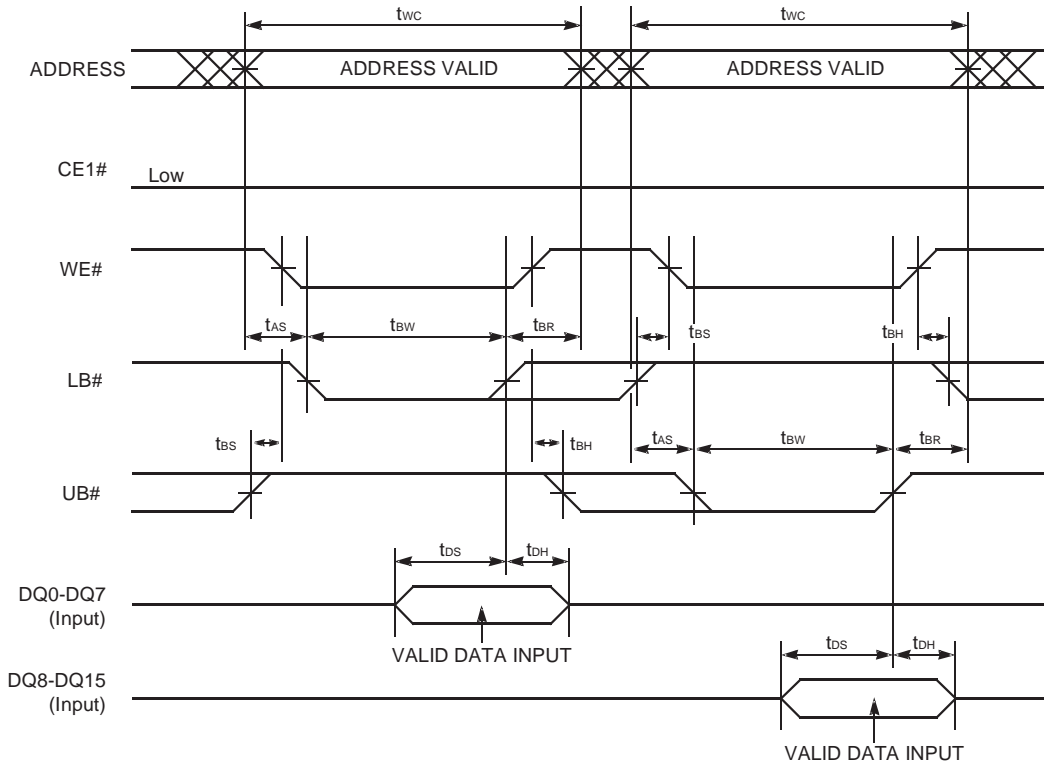 tWC tWC
ADDRESS ADDRESS VALID ADDRESS VALID
CE1# Low
WE#
tAS tBW tBR tBS tBH
LB#
tBS tBH tAS tBW tBR
UB#
tDS tDH
DQ0-DQ7
(Input)
VALID DATA INPUT
tDS tDH
DQ8-DQ15
(Input)
VALID DATA INPUT